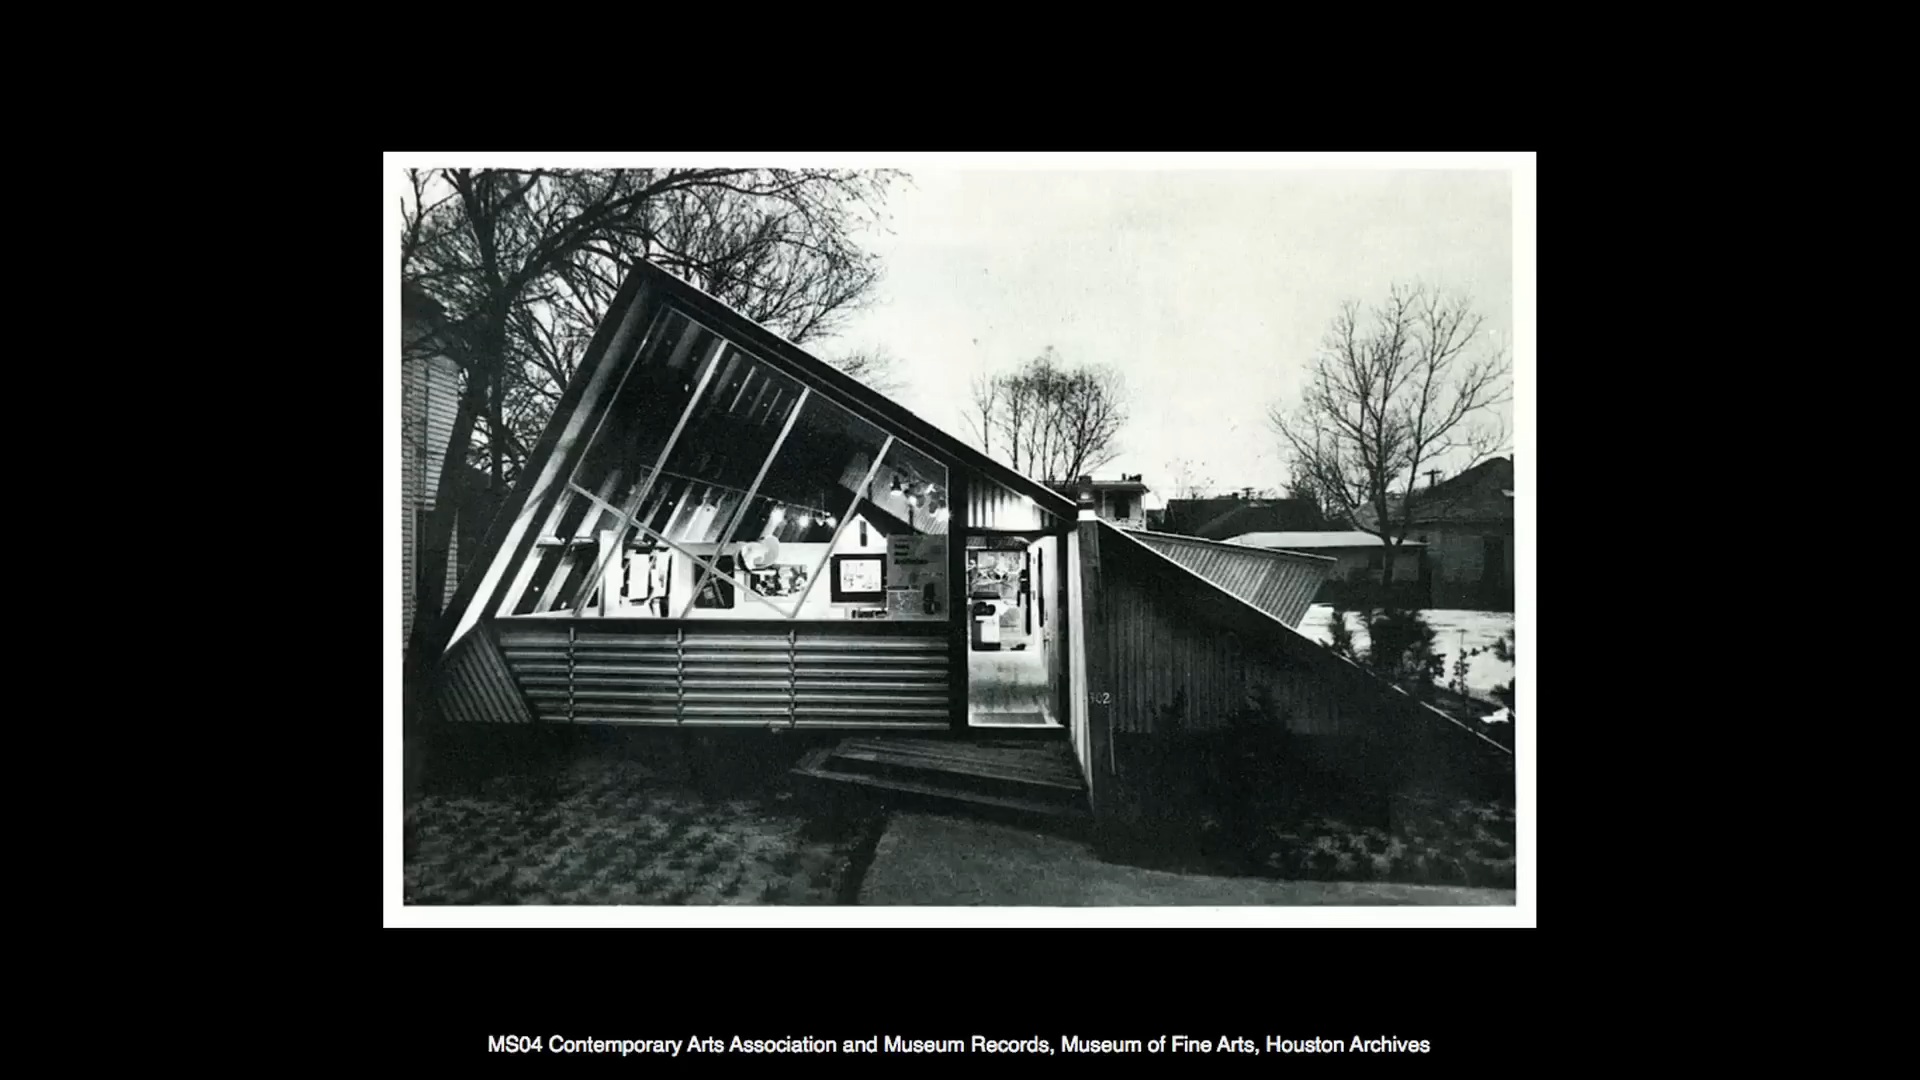 MS04 Contemporary Arts Association and Museum Records, Museum of Fine Arts, Houston Archives